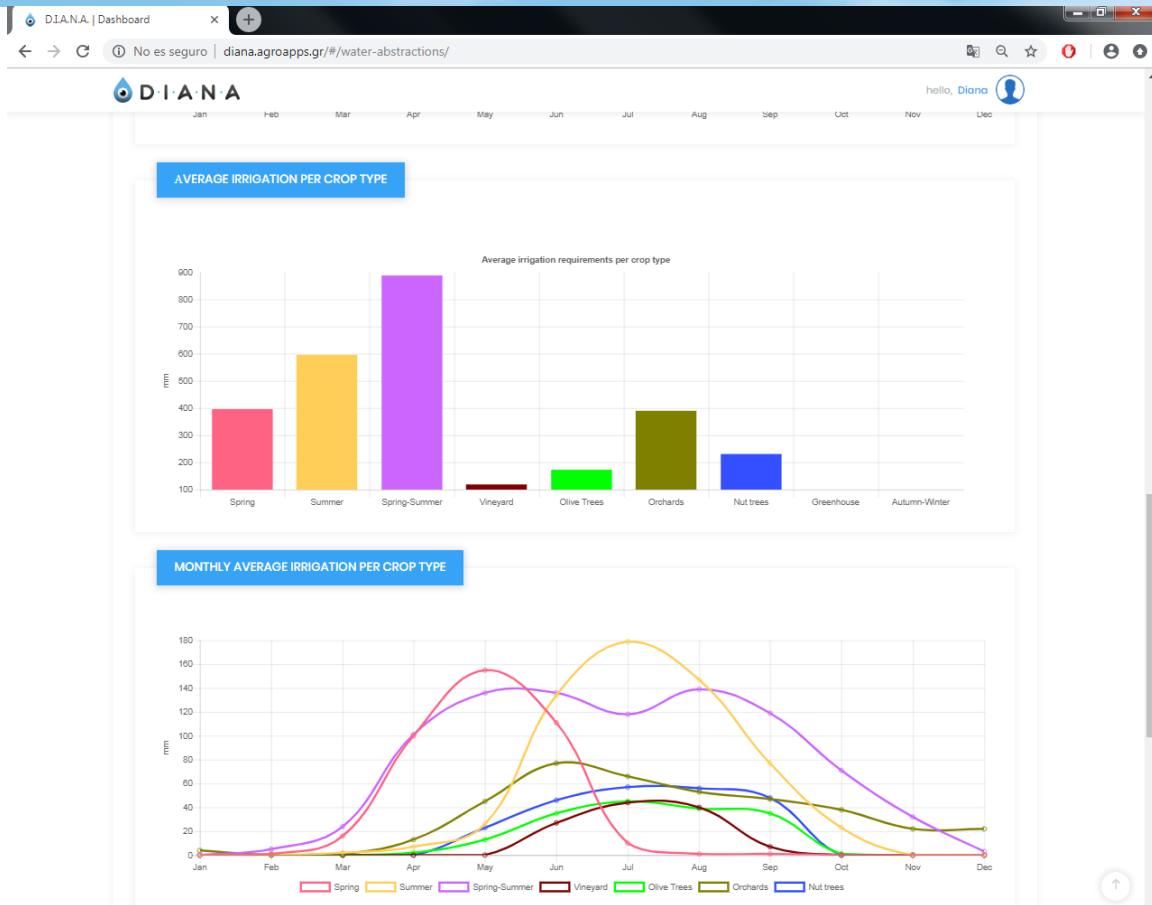 D.I.A.N.A. | Dashboard
No es seguro | diana.agroapps.gr/#/water-abstractions/
D·I·A·N·A
hello, Diana
Jan Feb Mar Apr May Jun Jul Aug Sep Oct Nov Dec
AVERAGE IRRIGATION PER CROP TYPE
Average irrigation requirements per crop type
900
800
700
600
mm
500
400
300
200
100
Spring Summer Spring-Summer Vineyard Olive Trees Orchards Nut trees Greenhouse Autumn-Winter
MONTHLY AVERAGE IRRIGATION PER CROP TYPE
180
160
140
120
100
mm
80
60
40
20
0
Jan Feb Mar Apr May Jun Jul Aug Sep Oct Nov Dec
Spring Summer Spring-Summer Vineyard Olive Trees Orchards Nut trees